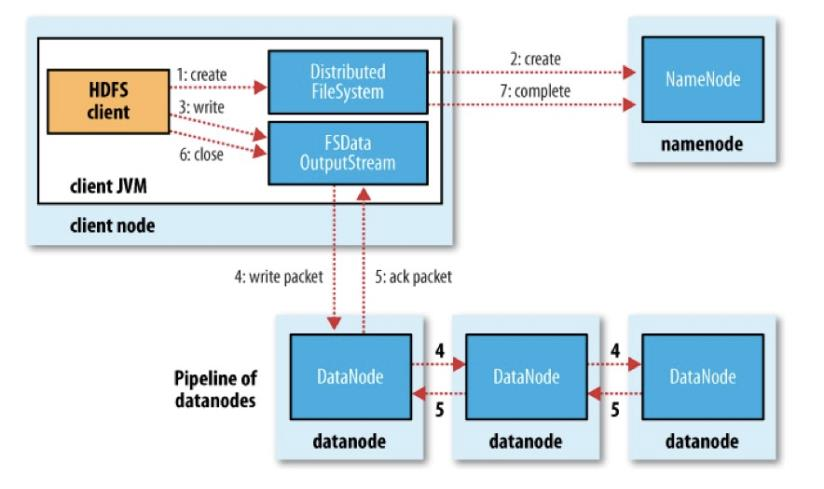 1: create
Distributed
FileSystem
2: create
NameNode
HDFS
client
3: write
7: complete
FSData
OutputStream
6: close
namenode
client JVM
client node
4: write packet
5: ack packet
Pipeline of
datanodes
DataNode
4
DataNode
4
DataNode
5
5
datanode
datanode
datanode